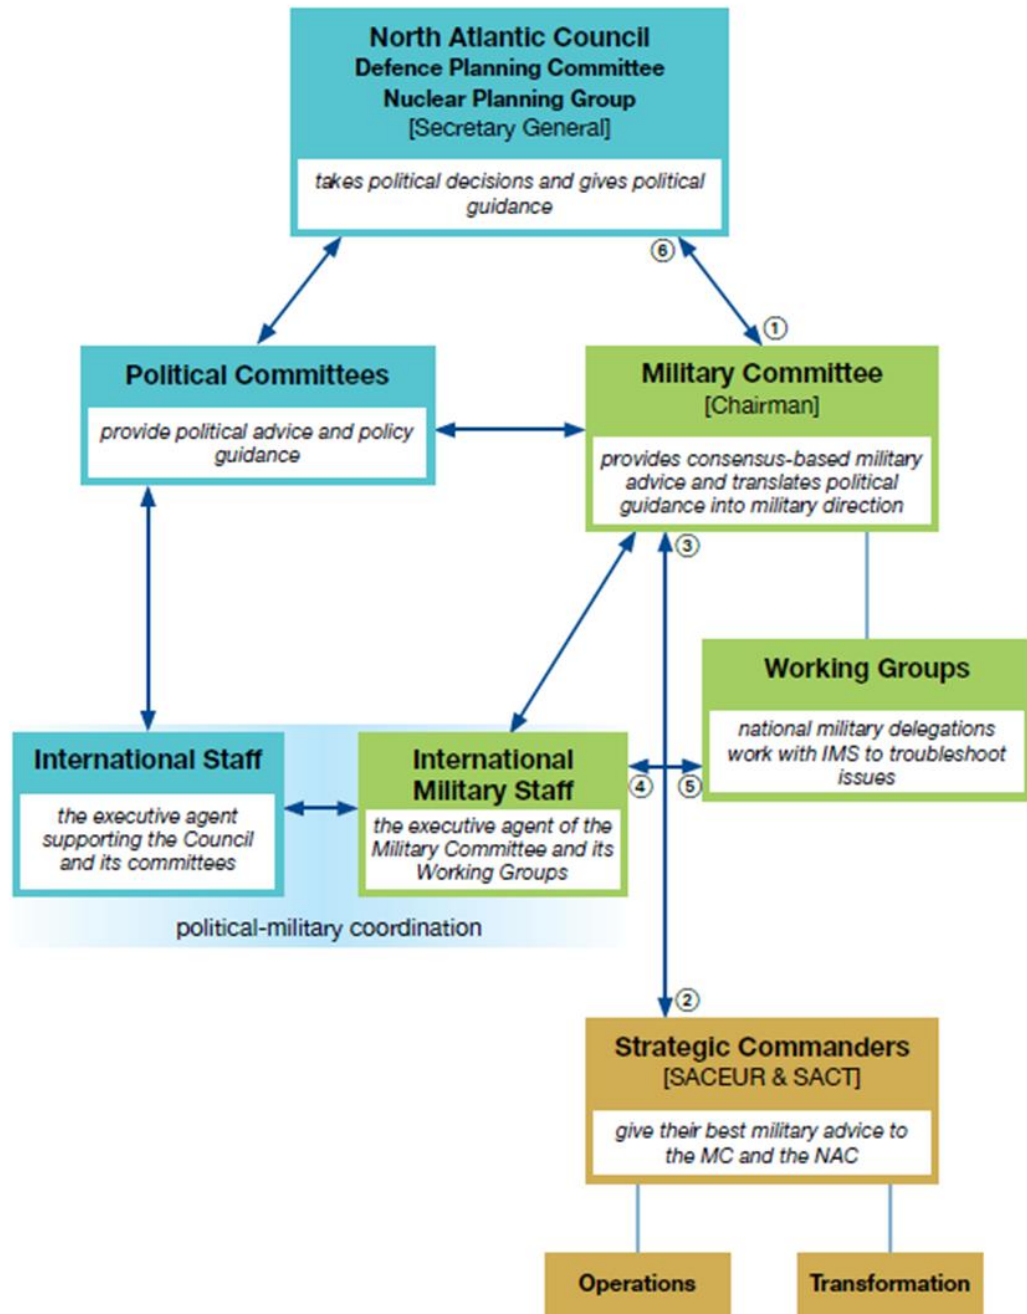 North Atlantic Council
Defence Planning Committee
Nuclear Planning Group
[Secretary General]
takes political decisions and gives political
guidance
⑥
①
Political Committees
provide political advice and policy
guidance
Military Committee
[Chairman]
provides consensus-based military
advice and translates political
guidance into military direction
③
Working Groups
national military delegations
work with IMS to troubleshoot
issues
International Staff
the executive agent
supporting the Council
and its committees
International
Military Staff
the executive agent of the
Military Committee and its
Working Groups
④
⑤
political-military coordination
②
Strategic Commanders
[SACEUR & SACT]
give their best military advice to
the MC and the NAC
Operations
Transformation